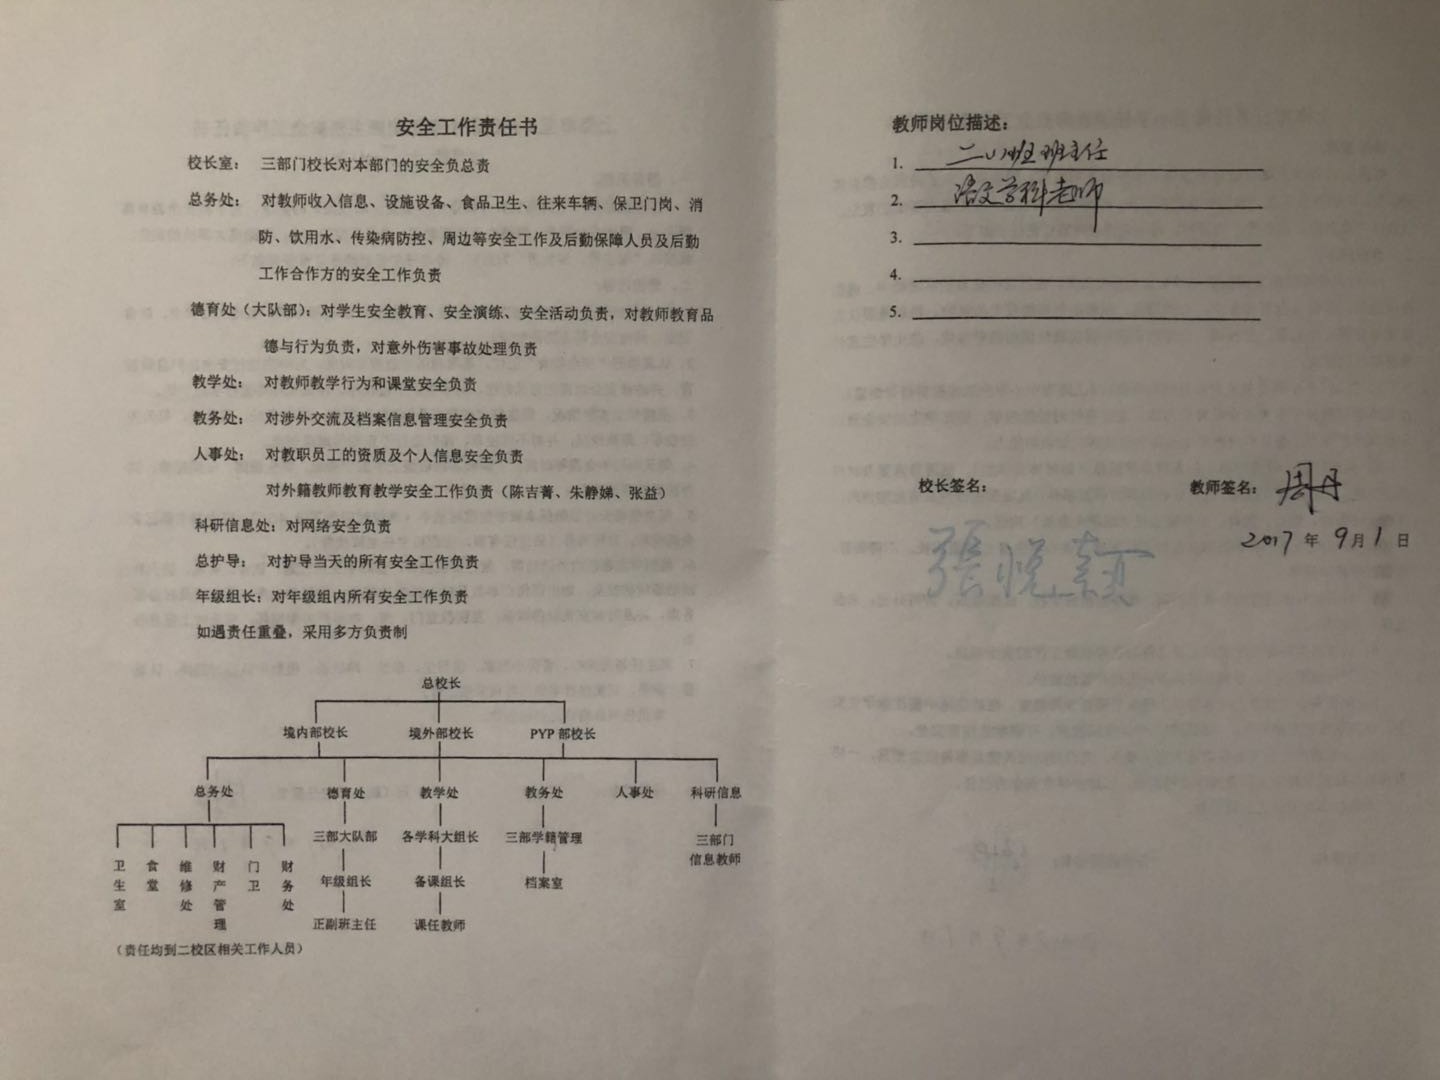 安全工作责任书
校长室： 三部门校长对本部门的安全负总责
总务处： 对教师收入信息、设施设备、食品卫生、往来车辆、保卫门岗、消
防、饮用水、传染病防控、周边等安全工作及后勤保障人员及后勤
工作合作方的安全工作负责
德育处（大队部）：对学生安全教育、安全演练、安全活动负责，对教师教育品
德与行为负责，对意外伤害事故处理负责
教学处： 对教师教学行为和课堂安全负责
教务处： 对涉外交流及档案信息管理安全负责
人事处： 对教职员工的资质及个人信息安全负责
对外籍教师教育教学安全工作负责（陈吉菁、朱静娣、张益）
科研信息处：对网络安全负责
总护导： 对护导当天的所有安全工作负责
年级组长：对年级组内所有安全工作负责
如遇责任重叠，采用多方负责制
总校长
境内部校长 境外部校长 PYP 部校长
总务处 德育处 教学处 教务处 人事处 科研信息
三部大队部 各学科大组长 三部学籍管理 三部门
信息教师
卫生室 食堂 维修处 财产管理 门卫 财务处
年级组长 备课组长 档案室
正副班主任 课任教师
（责任均到二校区相关工作人员）
教师岗位描述：
1. 二（1）班班主任
2. 语文学科老师
3.
4.
5.
校长签名： 教师签名：周丹
張悦颖
2017 年 9 月 1 日